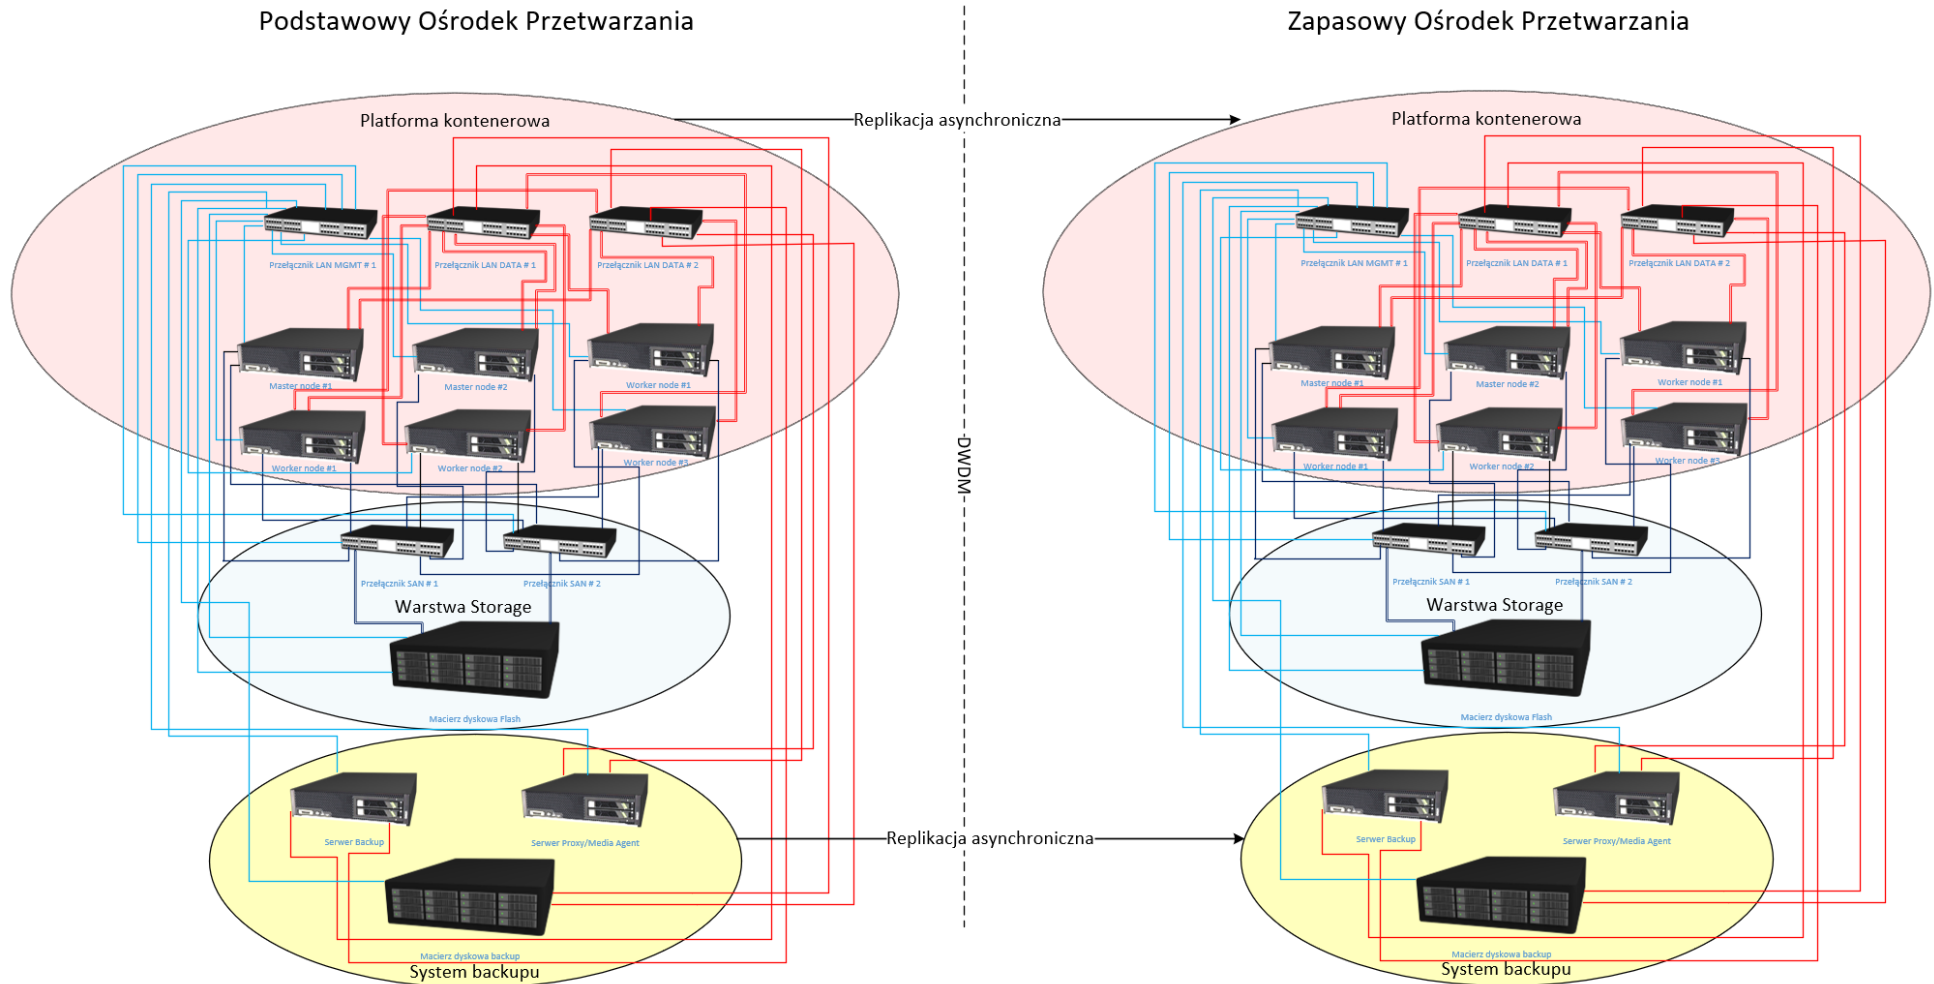 Podstawowy Ośrodek Przetwarzania
Zapasowy Ośrodek Przetwarzania
Platforma kontenerowa
Replikacja asynchroniczna
Platforma kontenerowa
Przełącznik LAN MGMT # 1
Przełącznik LAN DATA # 1
Przełącznik LAN DATA # 2
Przełącznik LAN MGMT # 1
Przełącznik LAN DATA # 1
Przełącznik LAN DATA # 2
Master node #1
Master node #2
Worker node #1
Master node #1
Master node #2
Worker node #1
Worker node #1
Worker node #2
Worker node #3
DWDM
Worker node #1
Worker node #2
Worker node #3
Przełącznik SAN # 1
Przełącznik SAN # 2
Przełącznik SAN # 1
Przełącznik SAN # 2
Warstwa Storage
Warstwa Storage
Macierz dyskowa Flash
Macierz dyskowa Flash
Serwer Backup
Serwer Proxy/Media Agent
Replikacja asynchroniczna
Serwer Backup
Serwer Proxy/Media Agent
Macierz dyskowa backup
System backupu
Macierz dyskowa backup
System backupu